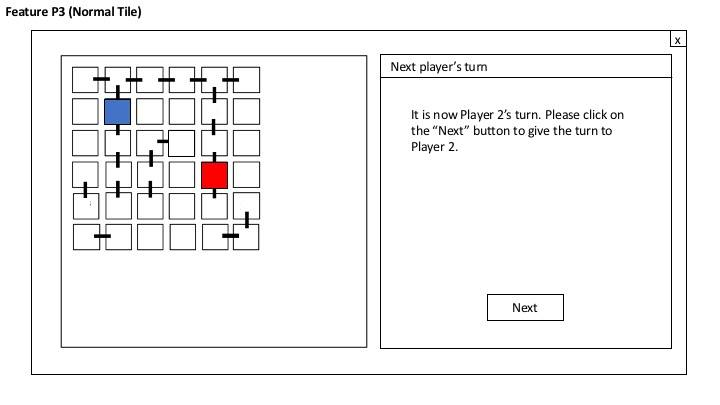 Feature P3 (Normal Tile)
x
Next player's turn
It is now Player 2's turn. Please click on
the “Next” button to give the turn to
Player 2.
Next